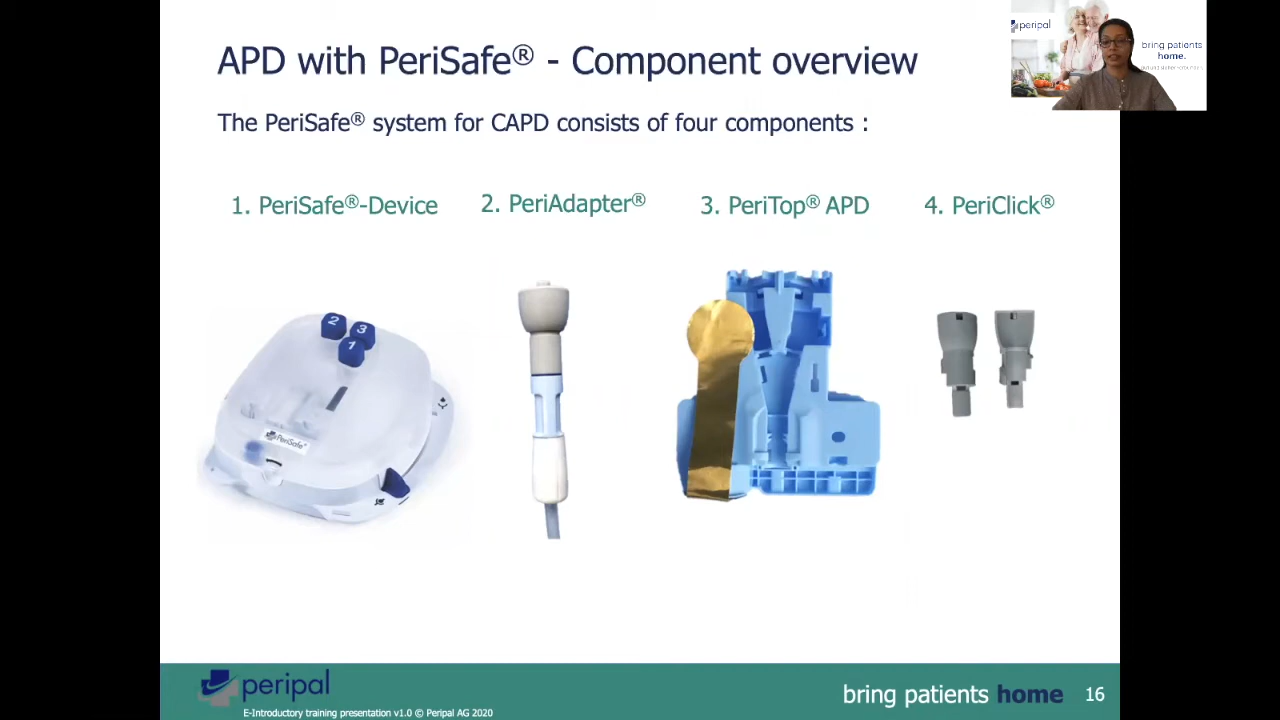 APD with PeriSafe® - Component overview
The PeriSafe® system for CAPD consists of four components :
1. PeriSafe®-Device
2. PeriAdapter®
3. PeriTop® APD
4. PeriClick®
2
3
1
PeriSafe®
peripal
bring patients
home.
peripal
E-Introductory training presentation v1.0 © Peripal AG 2020
bring patients home
16